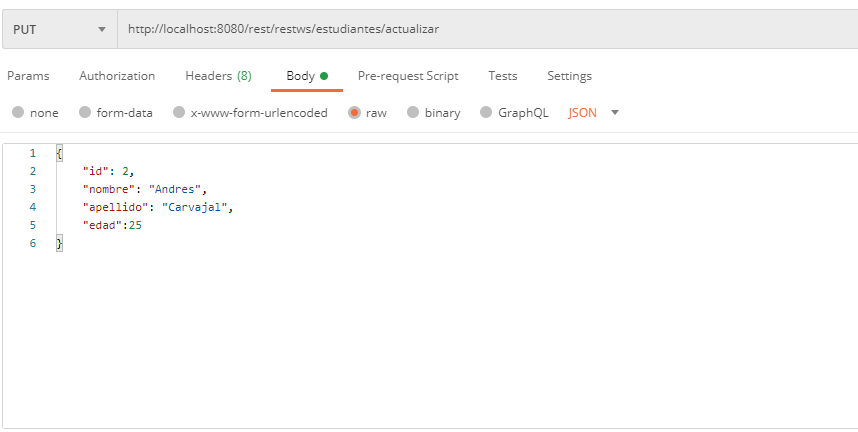 PUT http://localhost:8080/rest/restws/estudiantes/actualizar
Params Authorization Headers (8) Body Pre-request Script Tests Settings
none form-data x-www-form-urlencoded raw binary GraphQL JSON
1 {
2 "id": 2,
3 "nombre": "Andres",
4 "apellido": "Carvajal",
5 "edad":25
6 }